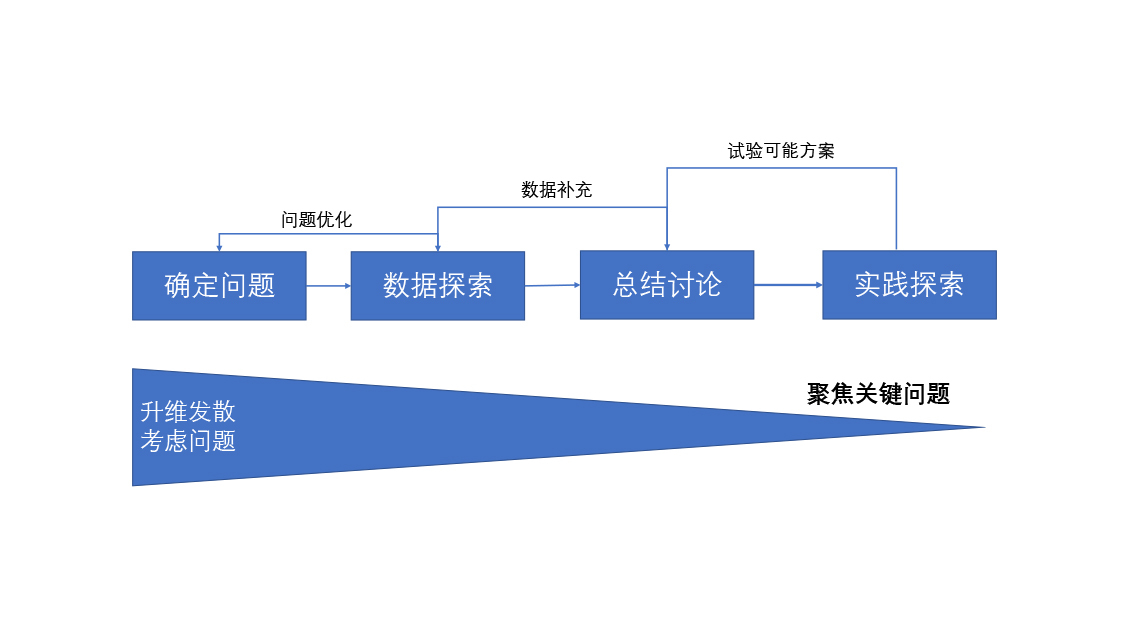 试验可能方案
数据补充
问题优化
确定问题
数据探索
总结讨论
实践探索
聚焦关键问题
升维发散
考虑问题